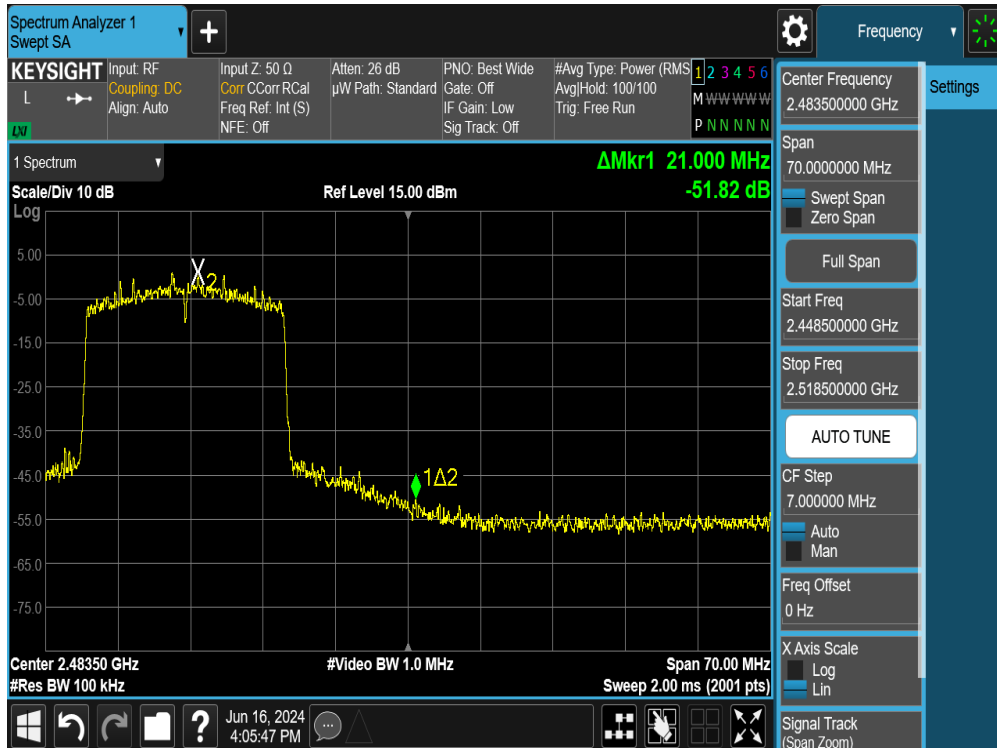 Spectrum Analyzer 1
Swept SA
Frequency
KEYSIGHT
L
LXI
Input: RF
Coupling: DC
Align: Auto
Input Z: 50 Ω
Corr CCorr RCal
Freq Ref: Int (S)
NFE: Off
Atten: 26 dB
µW Path: Standard
PNO: Best Wide
Gate: Off
IF Gain: Low
Sig Track: Off
#Avg Type: Power (RMS
Avg|Hold: 100/100
Trig: Free Run
1 2 3 4 5 6
M W W W W W
P N N N N N
1 Spectrum
ΔMkr1 21.000 MHz
-51.82 dB
Scale/Div 10 dB
Ref Level 15.00 dBm
Log
5.00
-5.00
-15.0
-25.0
-35.0
-45.0
-55.0
-65.0
-75.0
X2
1Δ2
Center 2.48350 GHz
#Video BW 1.0 MHz
Span 70.00 MHz
#Res BW 100 kHz
Sweep 2.00 ms (2001 pts)
Center Frequency
2.483500000 GHz
Span
70.0000000 MHz
Swept Span
Zero Span
Full Span
Start Freq
2.448500000 GHz
Stop Freq
2.518500000 GHz
AUTO TUNE
CF Step
7.000000 MHz
Auto
Man
Freq Offset
0 Hz
X Axis Scale
Log
Lin
Signal Track
(Span Zoom)
Settings
?
Jun 16, 2024
4:05:47 PM